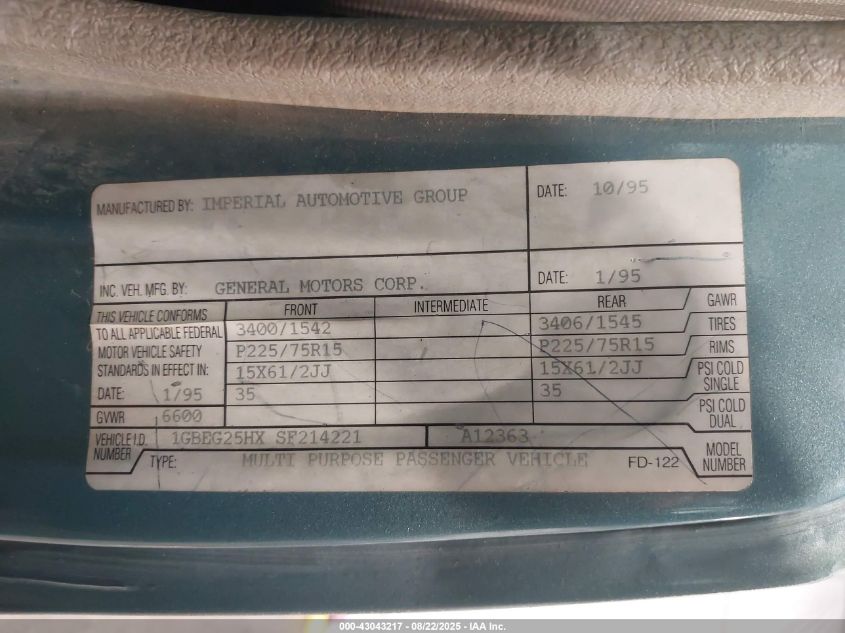 MANUFACTURED BY: IMPERIAL AUTOMOTIVE GROUP DATE: 10/95
INC. VEH. MFG. BY: GENERAL MOTORS CORP. DATE: 1/95
THIS VEHICLE CONFORMS FRONT INTERMEDIATE REAR GAWR
TO ALL APPLICABLE FEDERAL 3400/1542 3406/1545 TIRES
MOTOR VEHICLE SAFETY P225/75R15 P225/75R15 RIMS
STANDARDS IN EFFECT IN: 15X61/2JJ 15X61/2JJ PSI COLD SINGLE
DATE: 1/95 35 35 PSI COLD DUAL
GVWR 6600
VEHICLE I.D. NUMBER 1GBEG25HX SF214221 A12363 MODEL NUMBER
TYPE: MULTI PURPOSE PASSENGER VEHICLE FD-122
000-43043217 - 08/22/2025 - IAA Inc.